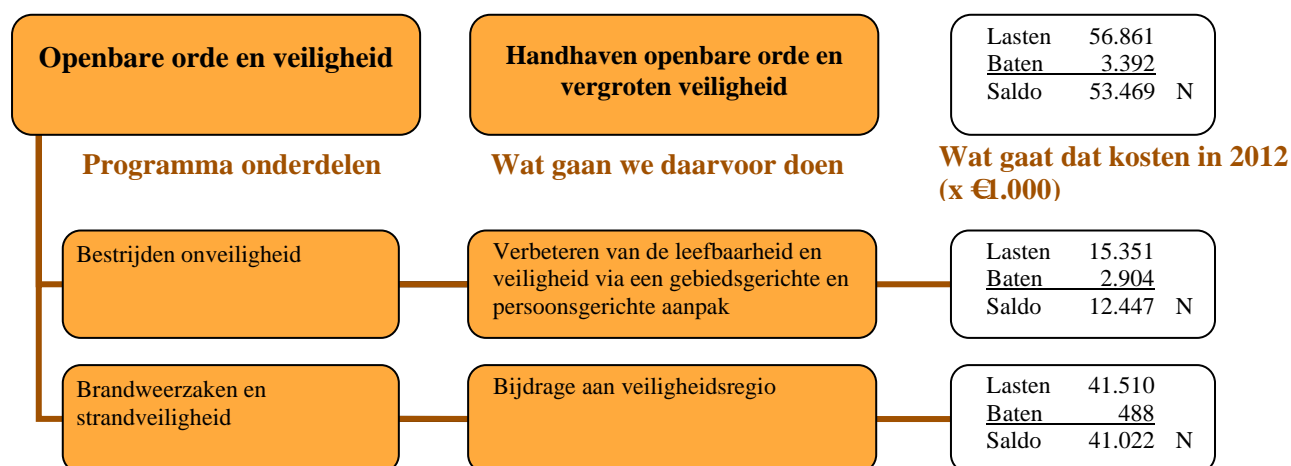 Openbare orde en veiligheid
Handhaven openbare orde en
vergroten veiligheid
Lasten 56.861
Baten 3.392
Saldo 53.469 N
Programma onderdelen
Wat gaan we daarvoor doen
Wat gaat dat kosten in 2012
(x €1.000)
Bestrijden onveiligheid
Verbeteren van de leefbaarheid en
veiligheid via een gebiedsgerichte en
persoonsgerichte aanpak
Lasten 15.351
Baten 2.904
Saldo 12.447 N
Brandweerzaken en
strandveiligheid
Bijdrage aan veiligheidsregio
Lasten 41.510
Baten 488
Saldo 41.022 N